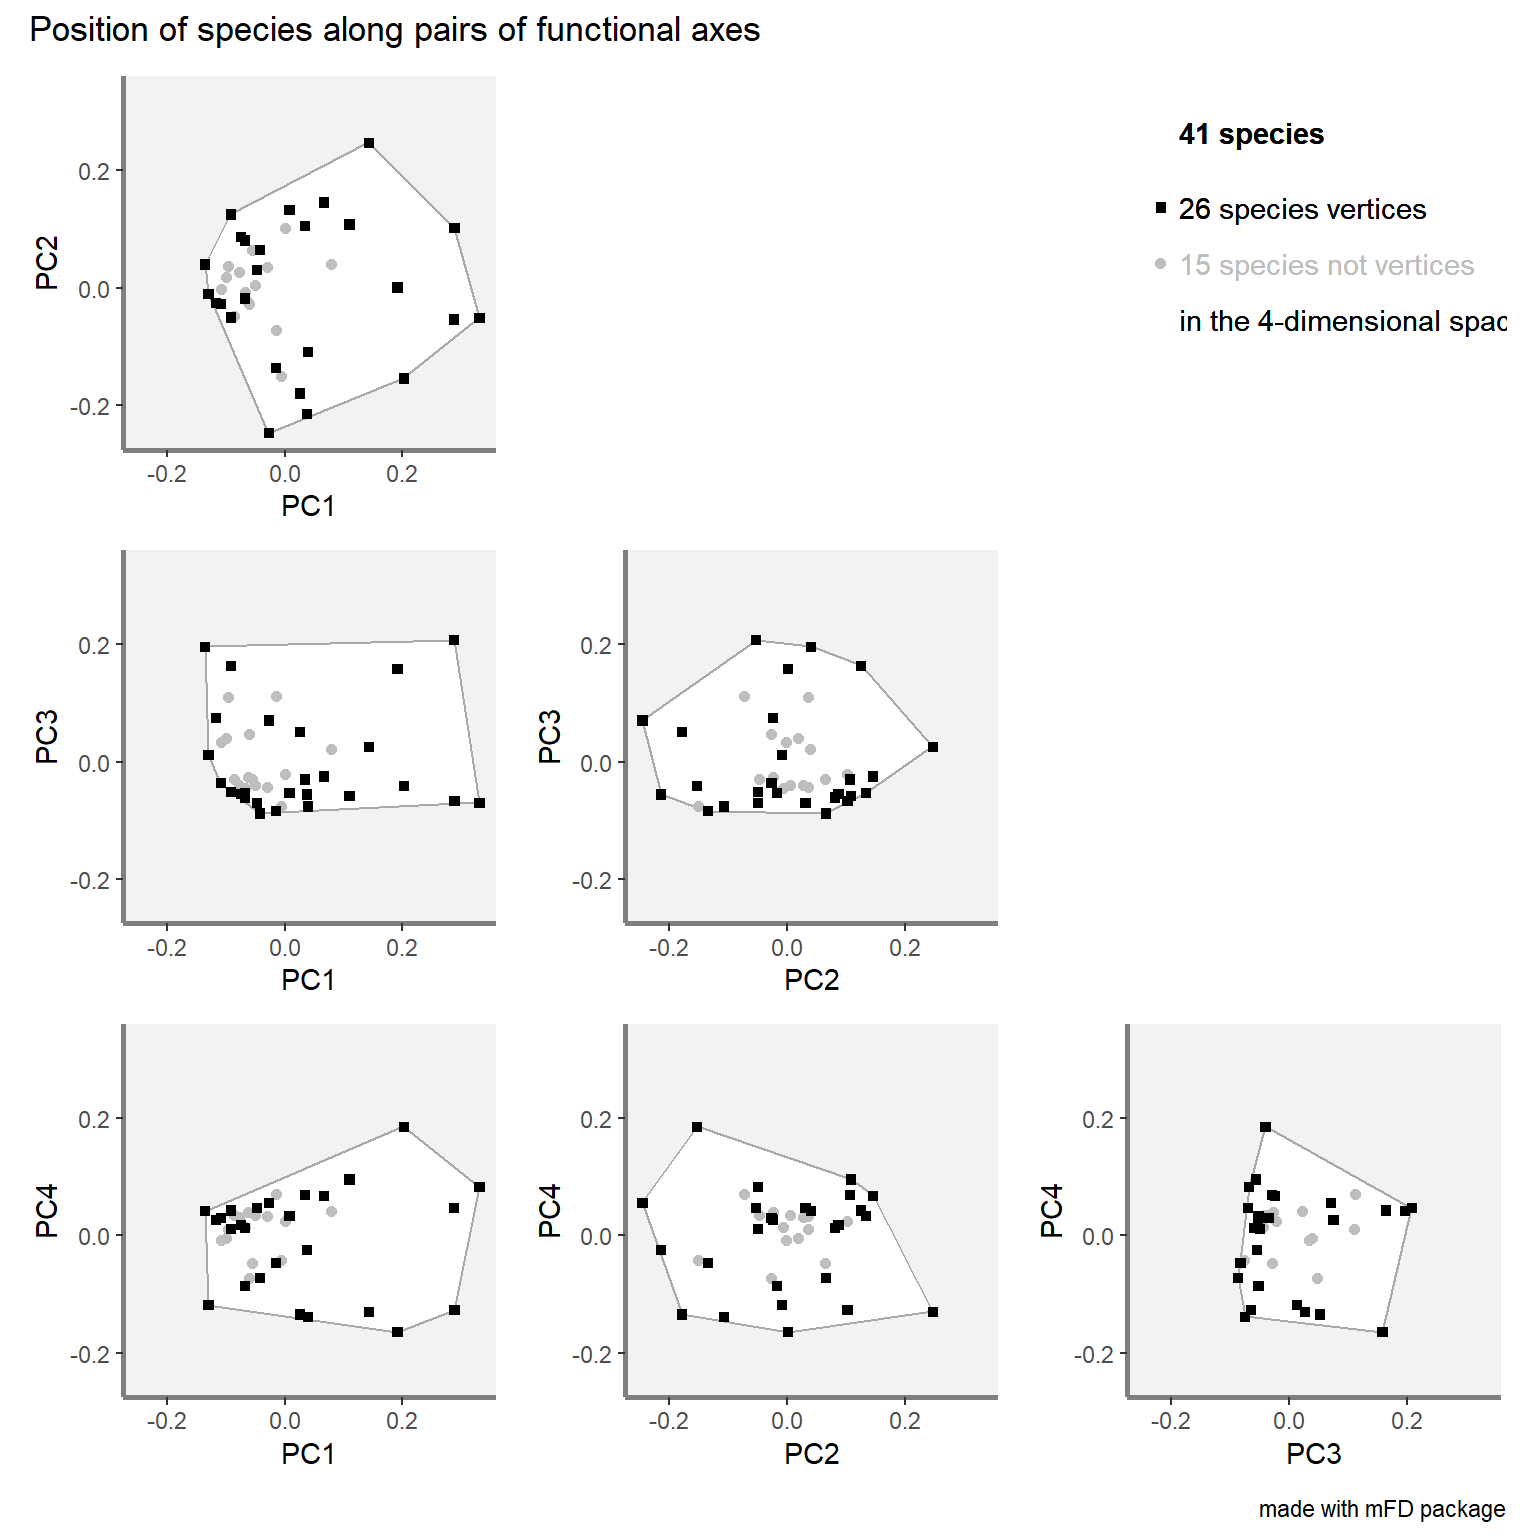 Position of species along pairs of functional axes
41 species
26 species vertices
15 species not vertices
in the 4-dimensional spac
PC2
0.2
0.0
-0.2
-0.2 0.0 0.2
PC1
PC3
0.2
0.0
-0.2
-0.2 0.0 0.2
PC1
PC3
0.2
0.0
-0.2
-0.2 0.0 0.2
PC2
PC4
0.2
0.0
-0.2
-0.2 0.0 0.2
PC1
PC4
0.2
0.0
-0.2
-0.2 0.0 0.2
PC2
PC4
0.2
0.0
-0.2
-0.2 0.0 0.2
PC3
made with mFD package